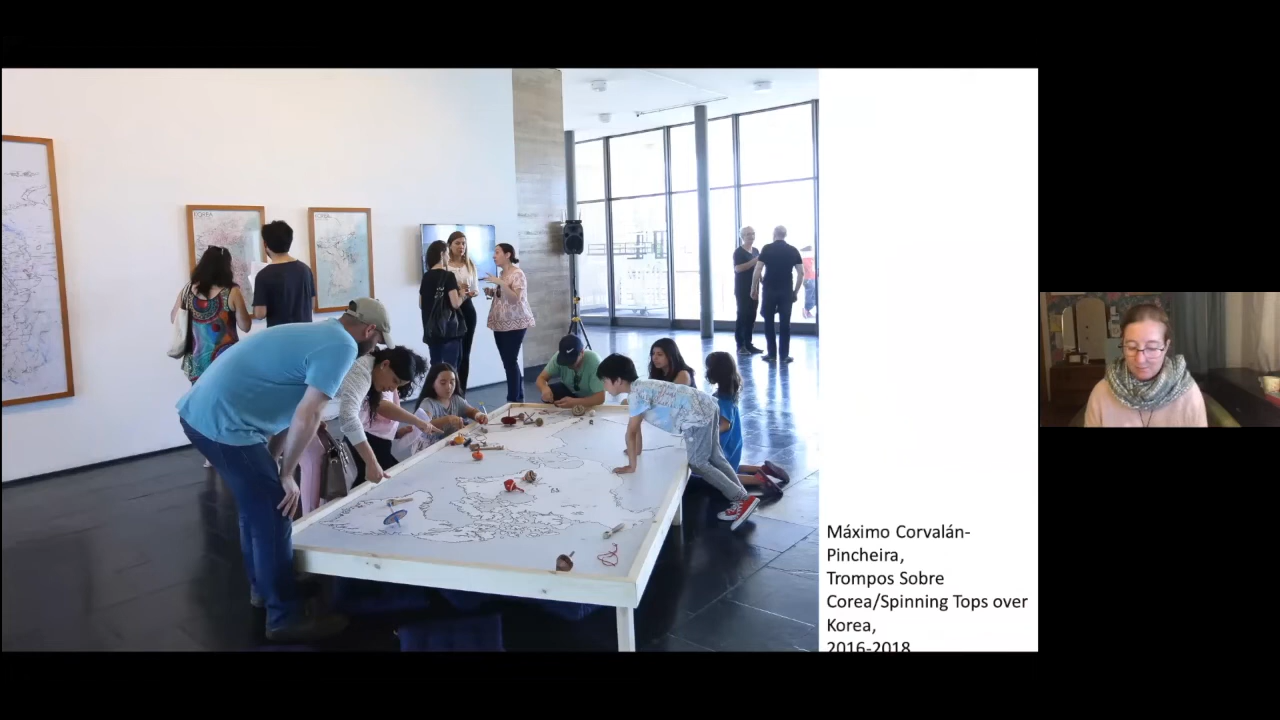 Máximo Corvalán-
Pincheira,
Trompos Sobre
Corea/Spinning Tops over
Korea,
2016-2018